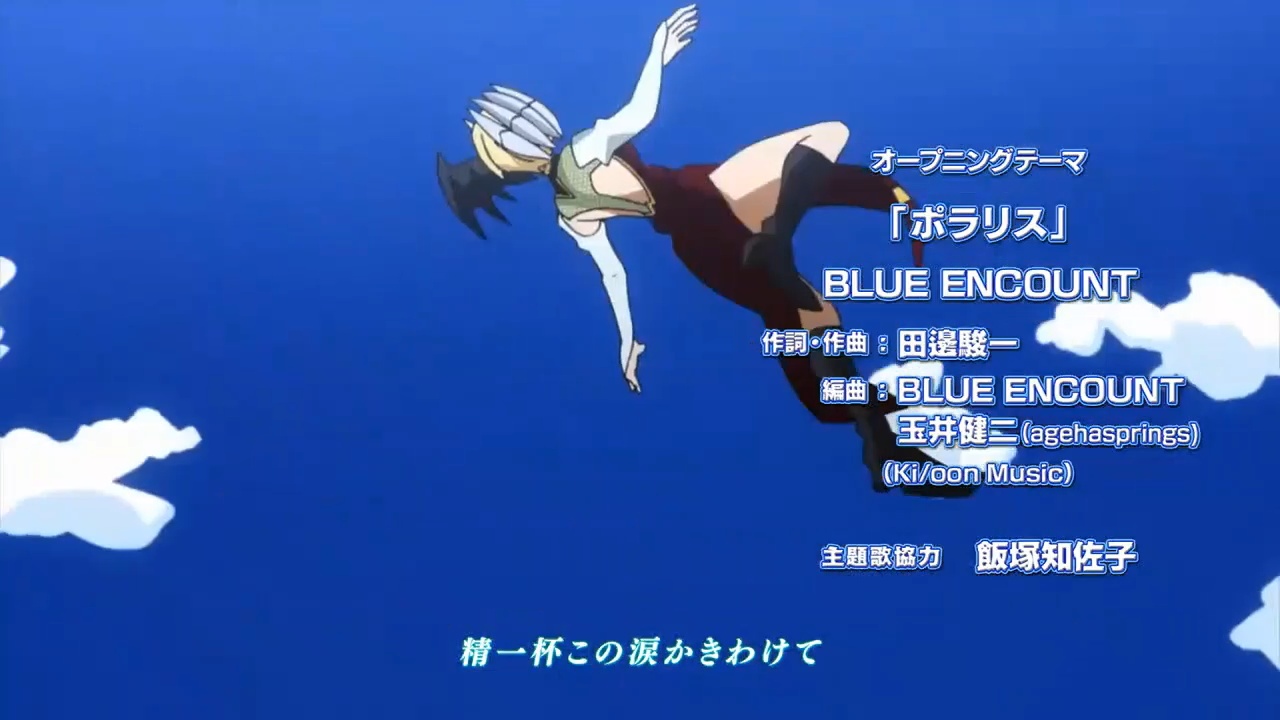 オープニングテーマ
「ポラリス」
BLUE ENCOUNT
作詞・作曲：田邊駿一
編曲：BLUE ENCOUNT
玉井健二(agehasprings)
(Ki/oon Music)
主題歌協力 飯塚知佐子
精一杯この涙かきわけて